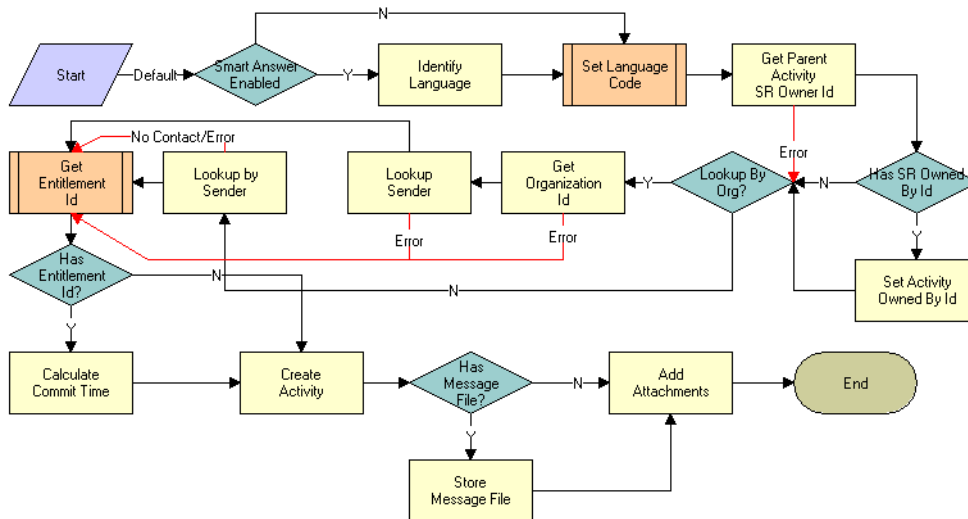 N
Start
Default
Smart Answer
Enabled
Y
Identify
Language
Set Language
Code
Get Parent
Activity
SR Owner Id
No Contact/Error
Error
Get
Entitlement
Id
Lookup by
Sender
Lookup
Sender
Get
Organization
Id
Y
Lookup By
Org?
N
Has SR Owned
By Id
Error
Error
Y
Has
Entitlement
Id?
N
N
Set Activity
Owned By Id
Y
Calculate
Commit Time
Create
Activity
Has
Message
File?
N
Add
Attachments
End
Y
Store
Message File